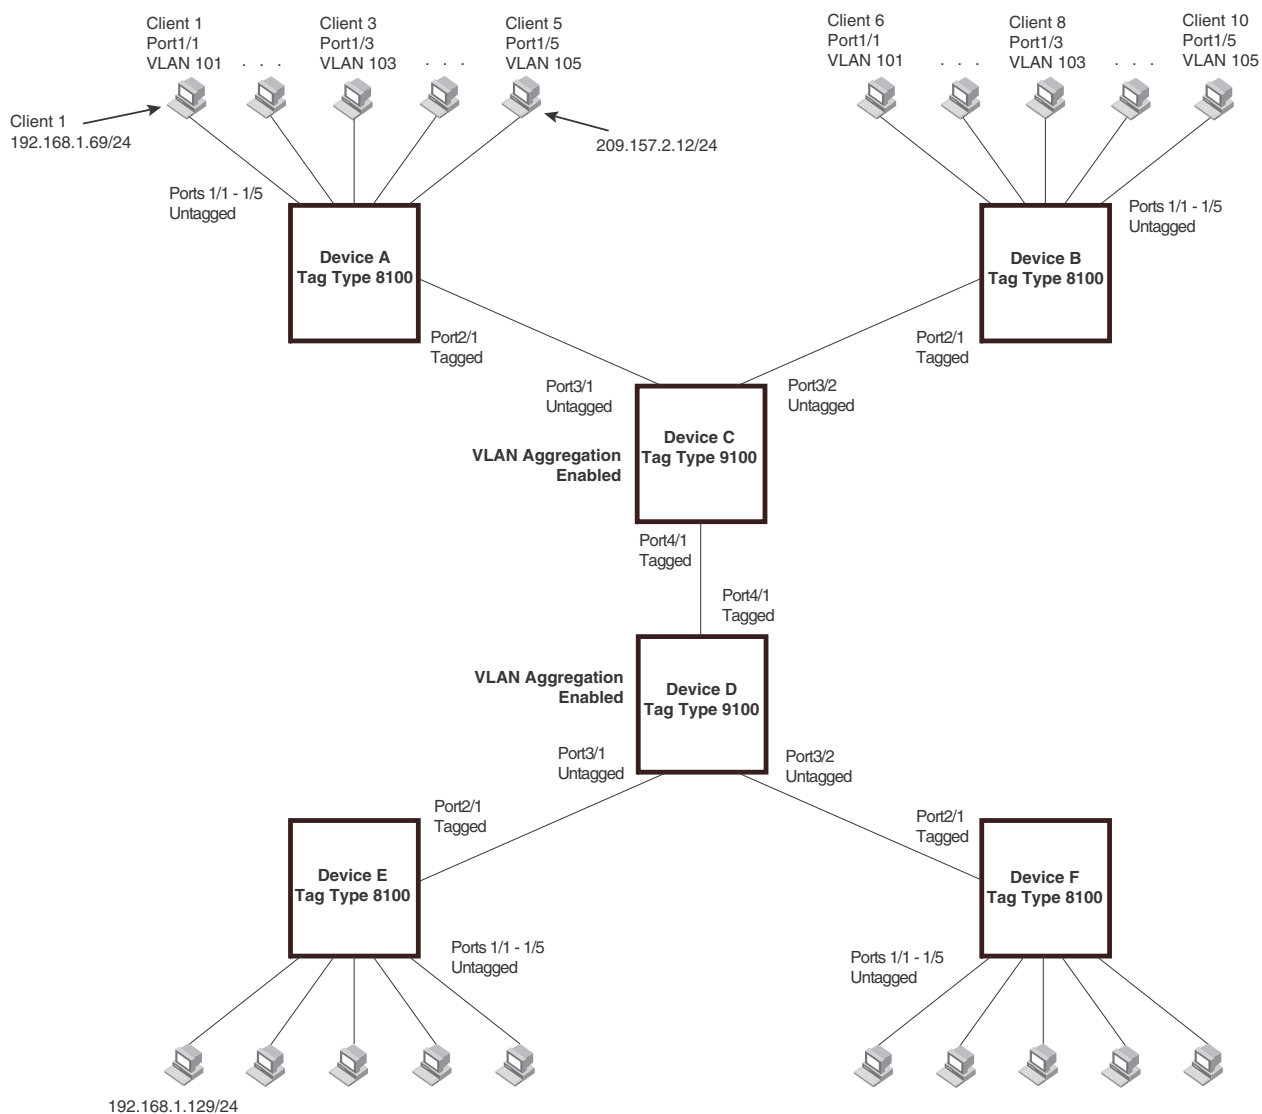 Client 1
Port1/1
VLAN 101
. . .
Client 3
Port1/3
VLAN 103
. . .
Client 5
Port1/5
VLAN 105
Client 6
Port1/1
VLAN 101
. . .
Client 8
Port1/3
VLAN 103
. . .
Client 10
Port1/5
VLAN 105
Client 1
192.168.1.69/24
209.157.2.12/24
Ports 1/1 - 1/5
Untagged
Ports 1/1 - 1/5
Untagged
Device A
Tag Type 8100
Device B
Tag Type 8100
Port2/1
Tagged
Port2/1
Tagged
Port3/1
Untagged
Port3/2
Untagged
Device C
Tag Type 9100
VLAN Aggregation
Enabled
Port4/1
Tagged
Port4/1
Tagged
VLAN Aggregation
Enabled
Device D
Tag Type 9100
Port3/1
Untagged
Port3/2
Untagged
Port2/1
Tagged
Port2/1
Tagged
Device E
Tag Type 8100
Device F
Tag Type 8100
Ports 1/1 - 1/5
Untagged
Ports 1/1 - 1/5
Untagged
192.168.1.129/24